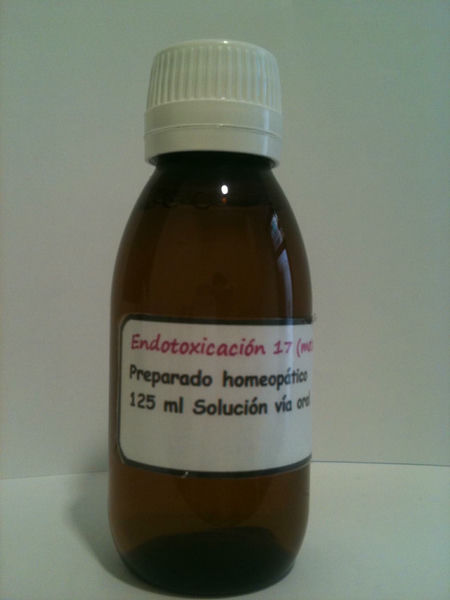 Endotoxicación 17
Preparado homeopático
125 ml Solución vía oral